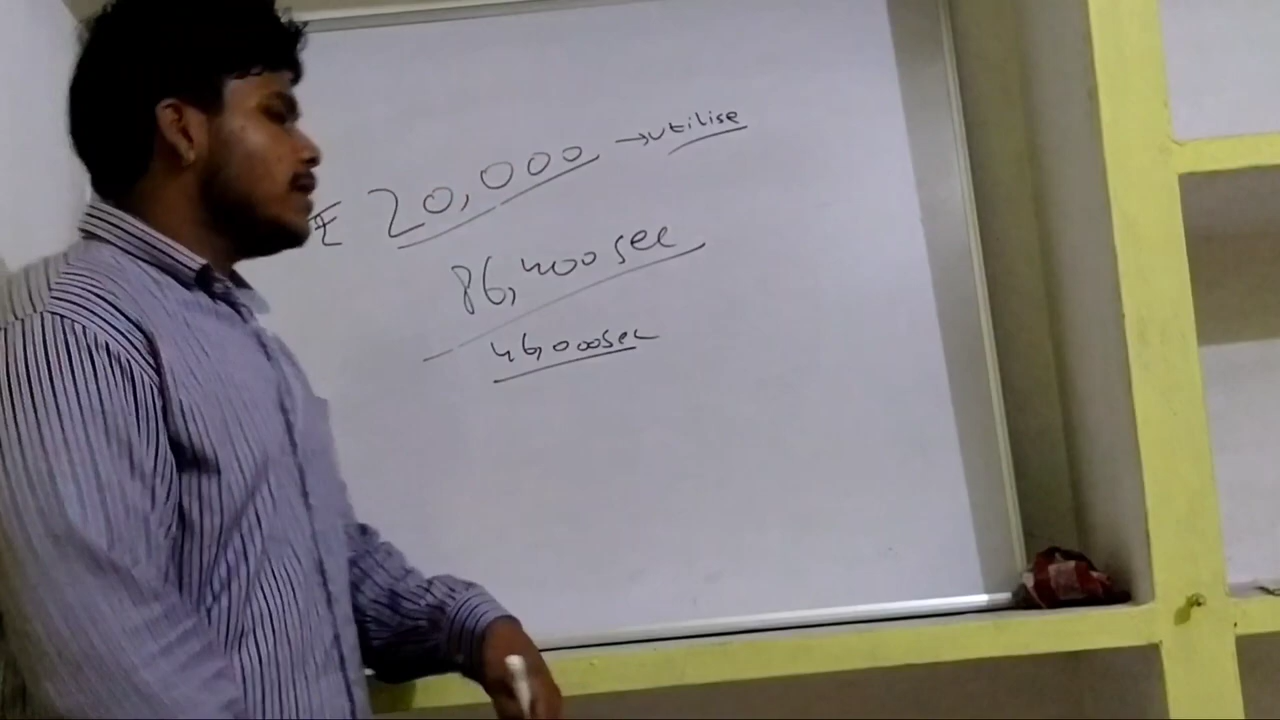 ₹ 20,000 → utilise
86,400 sec
46,000 sec